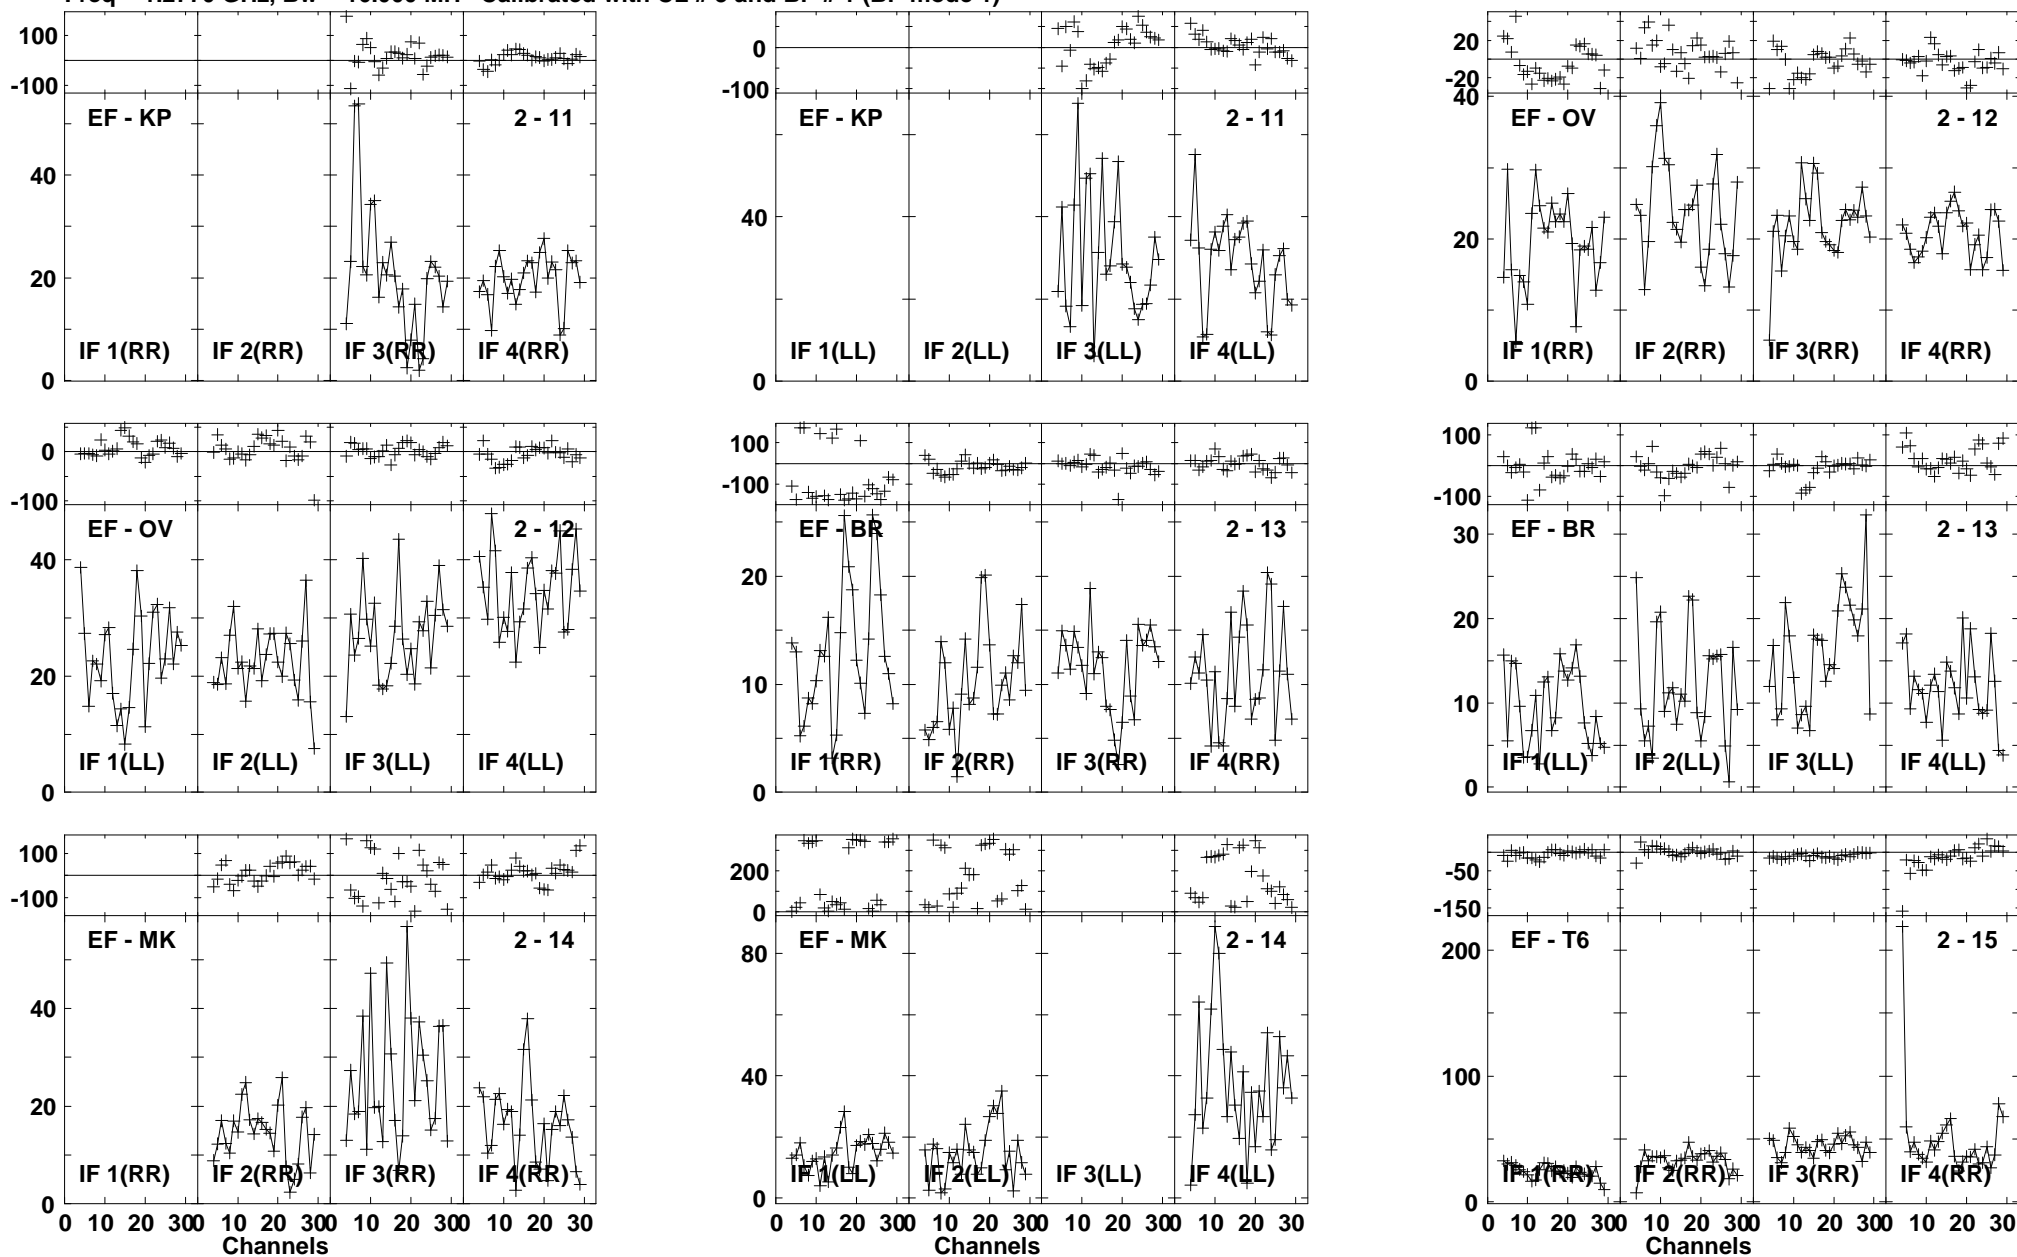 100
-100
EF - KP
2 - 11
40
20
0
IF 1(RR)
IF 2(RR)
IF 3(RR)
IF 4(RR)
100
0
-100
EF - KP
2 - 11
40
0
IF 1(LL)
IF 2(LL)
IF 3(LL)
IF 4(LL)
20
-20
40
EF - OV
2 - 12
20
0
IF 1(RR)
IF 2(RR)
IF 3(RR)
IF 4(RR)
0
-100
EF - OV
2 - 12
40
20
0
IF 1(LL)
IF 2(LL)
IF 3(LL)
IF 4(LL)
100
-100
EF - BR
2 - 13
20
10
0
IF 1(RR)
IF 2(RR)
IF 3(RR)
IF 4(RR)
100
-100
EF - BR
2 - 13
30
20
10
0
IF 1(LL)
IF 2(LL)
IF 3(LL)
IF 4(LL)
100
-100
EF - MK
2 - 14
40
20
0
IF 1(RR)
IF 2(RR)
IF 3(RR)
IF 4(RR)
0 10 20 30 0 10 20 30 0 10 20 30 0 10 20 30
Channels
200
0
EF - MK
2 - 14
80
40
0
IF 1(LL)
IF 2(LL)
IF 3(LL)
IF 4(LL)
0 10 20 30 0 10 20 30 0 10 20 30 0 10 20 30
Channels
-50
-150
EF - T6
2 - 15
200
100
0
IF 1(RR)
IF 2(RR)
IF 3(RR)
IF 4(RR)
0 10 20 30 0 10 20 30 0 10 20 30 0 10 20 30
Channels